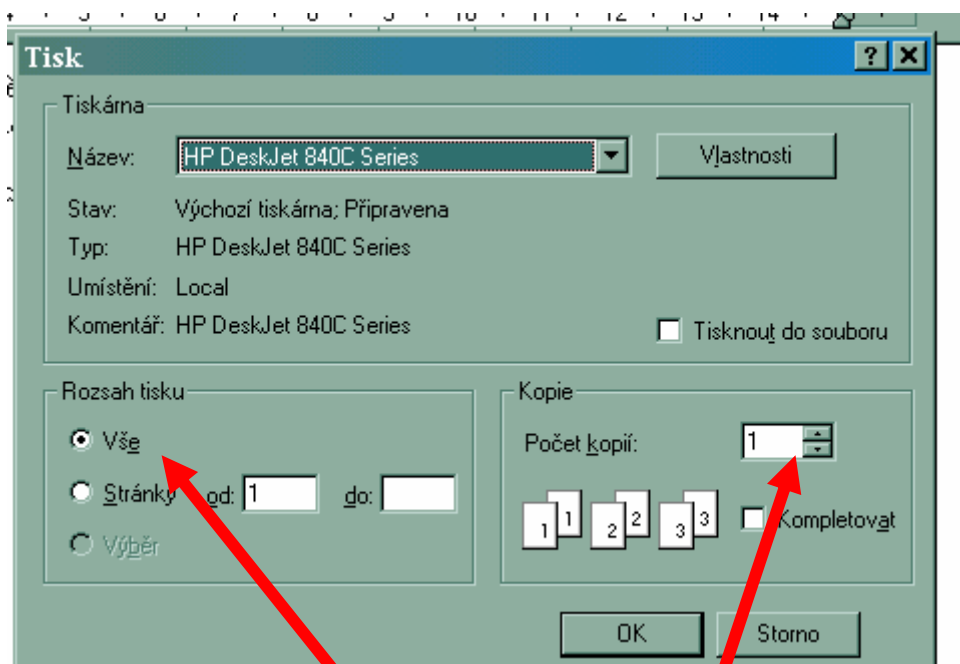 Tisk
Tiskárna
Název: HP DeskJet 840C Series Vlastnosti
Stav: Výchozí tiskárna; Připravena
Typ: HP DeskJet 840C Series
Umístění: Local
Komentář: HP DeskJet 840C Series Tisknout do souboru
Rozsah tisku Kopie
Vše Počet kopií: 1
Stránky od: 1 do:
1 1 2 2 3 3 Kompletovat
Výběr
OK Storno